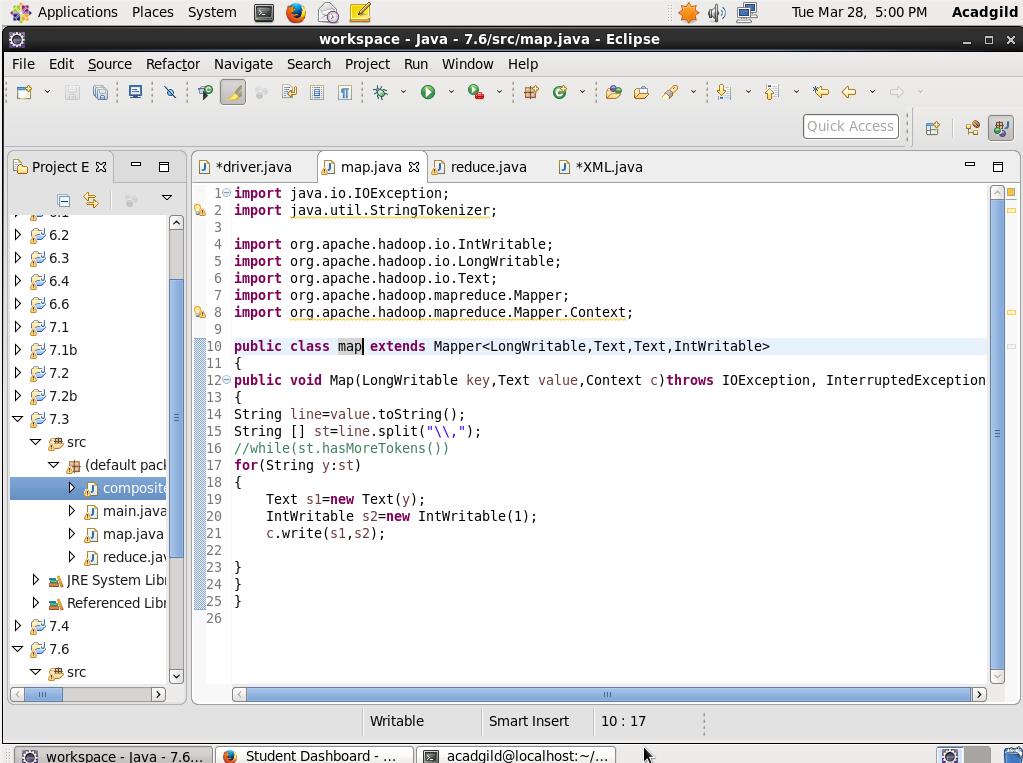 Applications Places System Tue Mar 28, 5:00 PM Acadgild
workspace - Java - 7.6/src/map.java - Eclipse
File Edit Source Refactor Navigate Search Project Run Window Help
Quick Access
Project E *driver.java map.java reduce.java *XML.java
6.2
6.3
6.4
6.6
7.1
7.1b
7.2
7.2b
7.3
src
(default pack
composite
main.java
map.java
reduce.jav
JRE System Libr
Referenced Libr
7.4
7.6
src
1 import java.io.IOException;
2 import java.util.StringTokenizer;
3
4 import org.apache.hadoop.io.IntWritable;
5 import org.apache.hadoop.io.LongWritable;
6 import org.apache.hadoop.io.Text;
7 import org.apache.hadoop.mapreduce.Mapper;
8 import org.apache.hadoop.mapreduce.Mapper.Context;
9
10 public class map extends Mapper<LongWritable,Text,Text,IntWritable>
11 {
12 public void Map(LongWritable key,Text value,Context c)throws IOException, InterruptedException
13 {
14 String line=value.toString();
15 String [] st=line.split("\\,");
16 //while(st.hasMoreTokens())
17 for(String y:st)
18 {
19     Text s1=new Text(y);
20     IntWritable s2=new IntWritable(1);
21     c.write(s1,s2);
22
23 }
24 }
25 }
26
Writable Smart Insert 10 : 17
workspace - Java - 7.6... Student Dashboard - ... acadgild@localhost:~/...